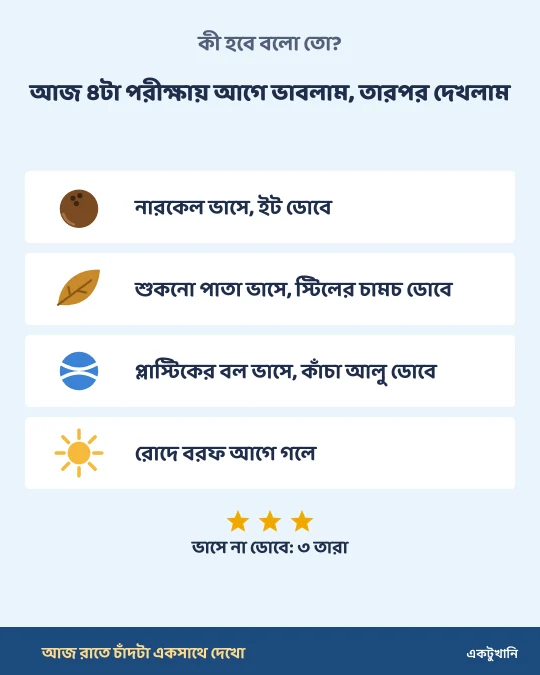 কী হবে বলো তো?
আজ ৪টা পরীক্ষায় আগে ভাবলাম, তারপর দেখলাম
নারকেল ভাসে, ইট ডোবে
শুকনো পাতা ভাসে, স্টিলের চামচ ডোবে
প্লাস্টিকের বল ভাসে, কাঁচা আলু ডোবে
রোদে বরফ আগে গলে
ভাসে না ডোবে: ৩ তারা
আজ রাতে চাঁদটা একসাথে দেখো
একটুখানি